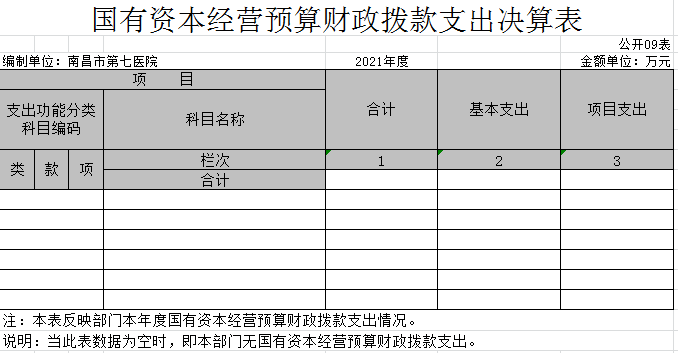 国有资本经营预算财政拨款支出决算表
公开09表
编制单位：南昌市第七医院 2021年度 金额单位：万元
项 目 合计 基本支出 项目支出
支出功能分类科目编码 科目名称
类 款 项 栏次 1 2 3
合计
注：本表反映部门本年度国有资本经营预算财政拨款支出情况。
说明：当此表数据为空时，即本部门无国有资本经营预算财政拨款支出。